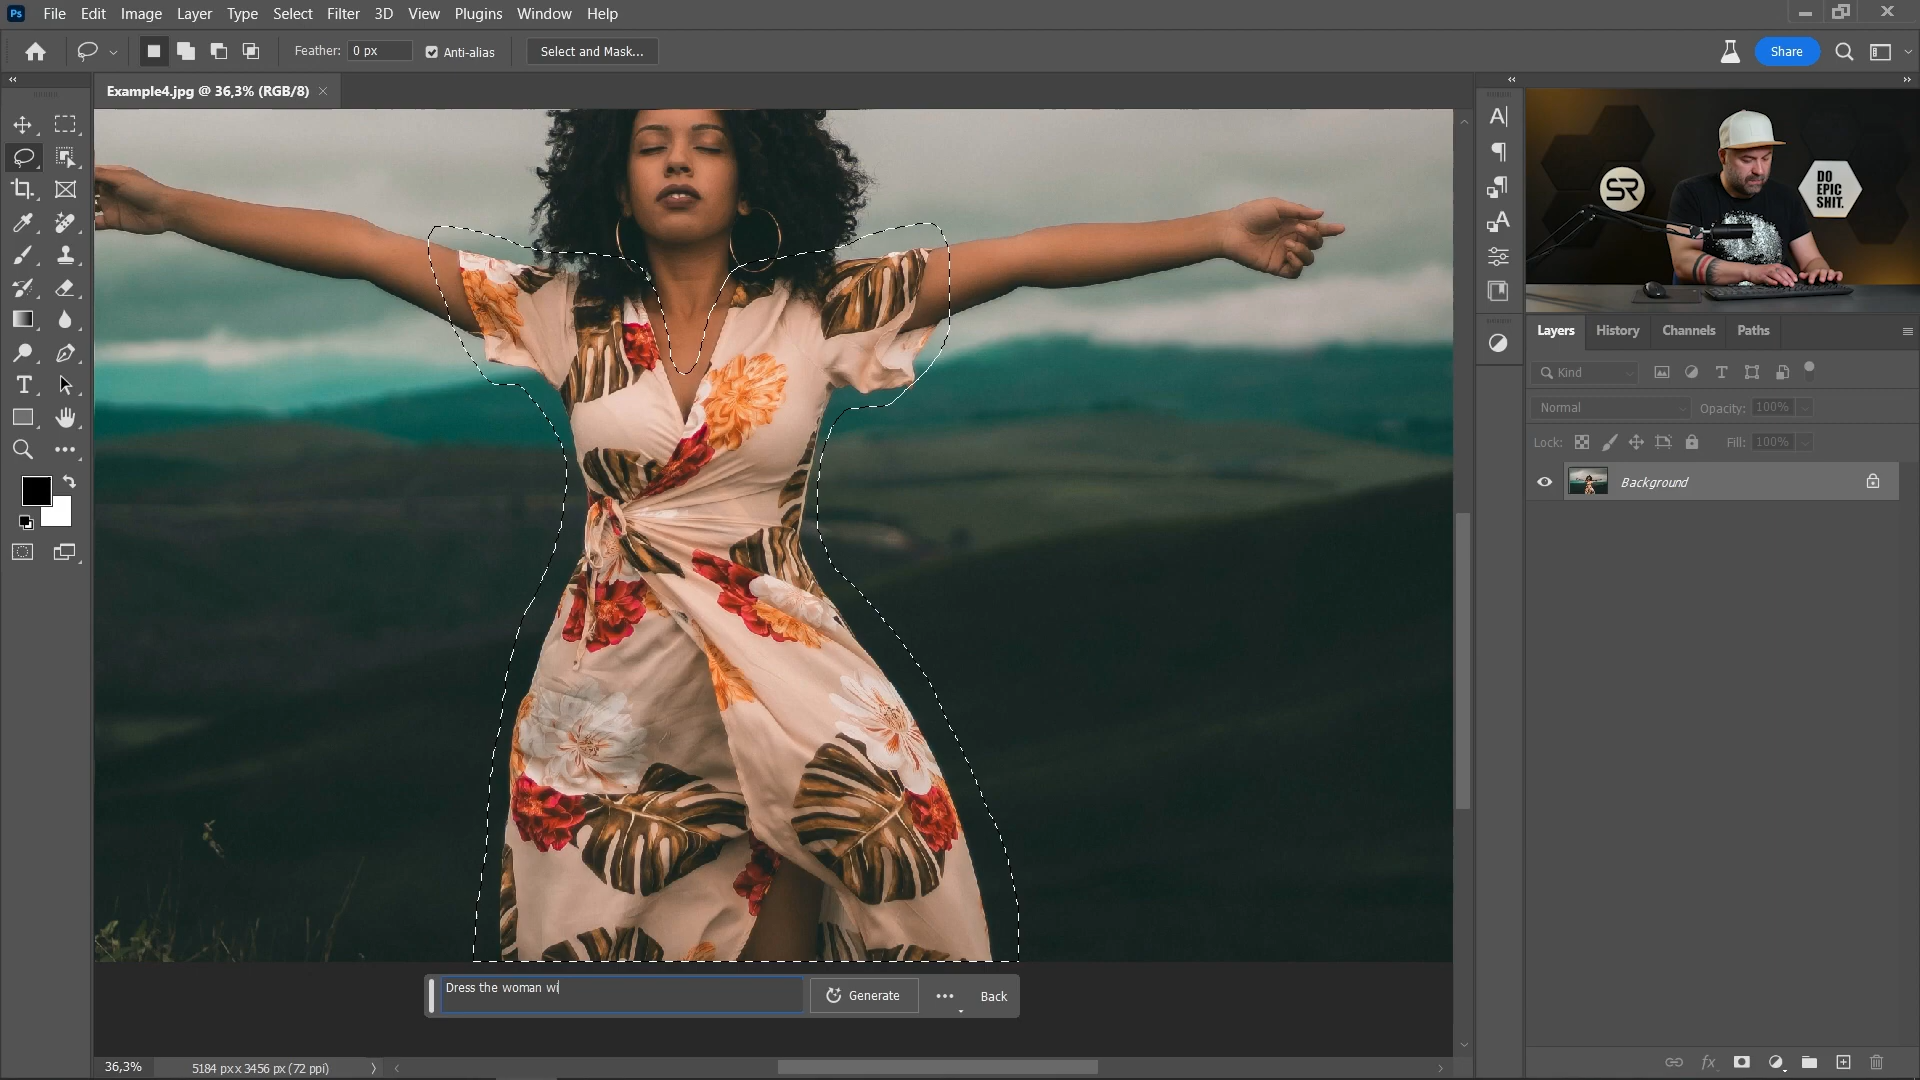 Ps File Edit Image Layer Type Select Filter 3D View Plugins Window Help
Feather: 0 px Anti-alias Select and Mask... Share
Example4.jpg @ 36,3% (RGB/8)
SR
DO
EPIC
SHIT.
Layers History Channels Paths
Kind
Normal Opacity: 100%
Lock: Fill: 100%
Background
Dress the woman wi
Generate
Back
36,3% 5184 px x 3456 px (72 ppi)